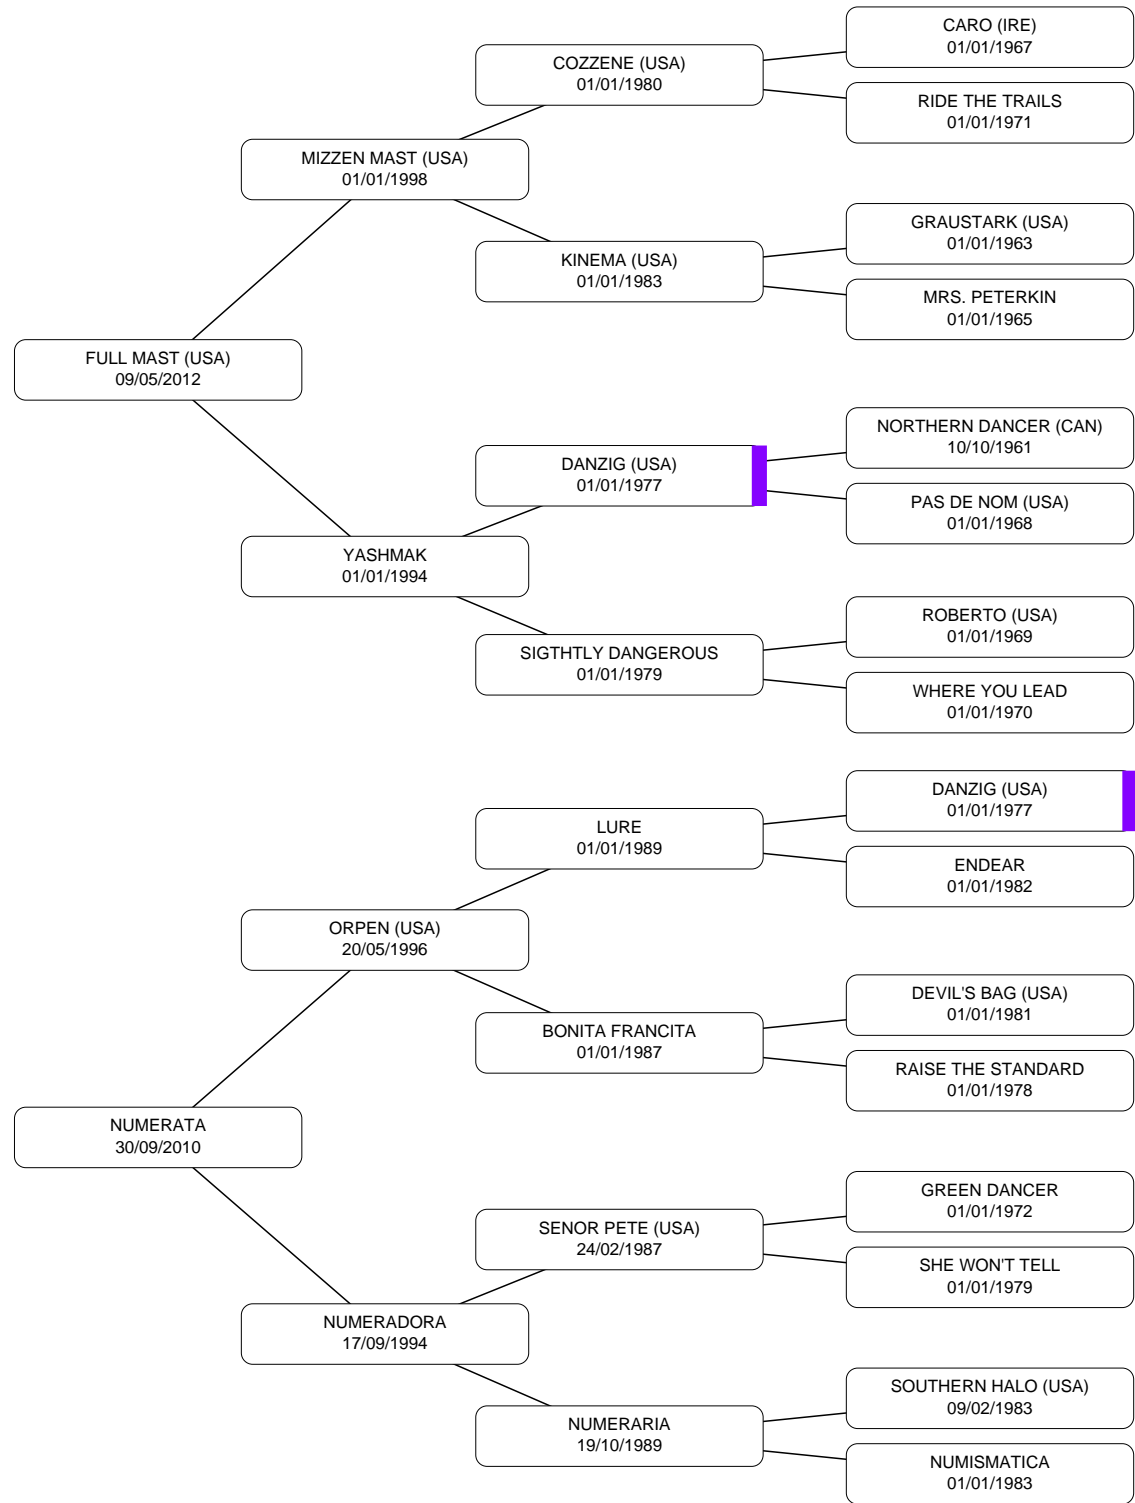 CARO (IRE)
01/01/1967
COZZENE (USA)
01/01/1980
RIDE THE TRAILS
01/01/1971
MIZZEN MAST (USA)
01/01/1998
GRAUSTARK (USA)
01/01/1963
KINEMA (USA)
01/01/1983
MRS. PETERKIN
01/01/1965
FULL MAST (USA)
09/05/2012
NORTHERN DANCER (CAN)
10/10/1961
DANZIG (USA)
01/01/1977
PAS DE NOM (USA)
01/01/1968
YASHMAK
01/01/1994
ROBERTO (USA)
01/01/1969
SIGTHTLY DANGEROUS
01/01/1979
WHERE YOU LEAD
01/01/1970
DANZIG (USA)
01/01/1977
LURE
01/01/1989
ENDEAR
01/01/1982
ORPEN (USA)
20/05/1996
DEVIL'S BAG (USA)
01/01/1981
BONITA FRANCITA
01/01/1987
RAISE THE STANDARD
01/01/1978
NUMERATA
30/09/2010
GREEN DANCER
01/01/1972
SENOR PETE (USA)
24/02/1987
SHE WON'T TELL
01/01/1979
NUMERADORA
17/09/1994
SOUTHERN HALO (USA)
09/02/1983
NUMERARIA
19/10/1989
NUMISMATICA
01/01/1983